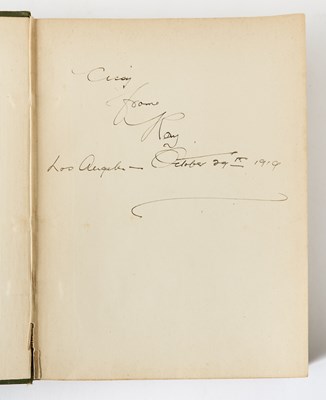 Cissy
from
Ray
Los Angeles — October 29th 1919